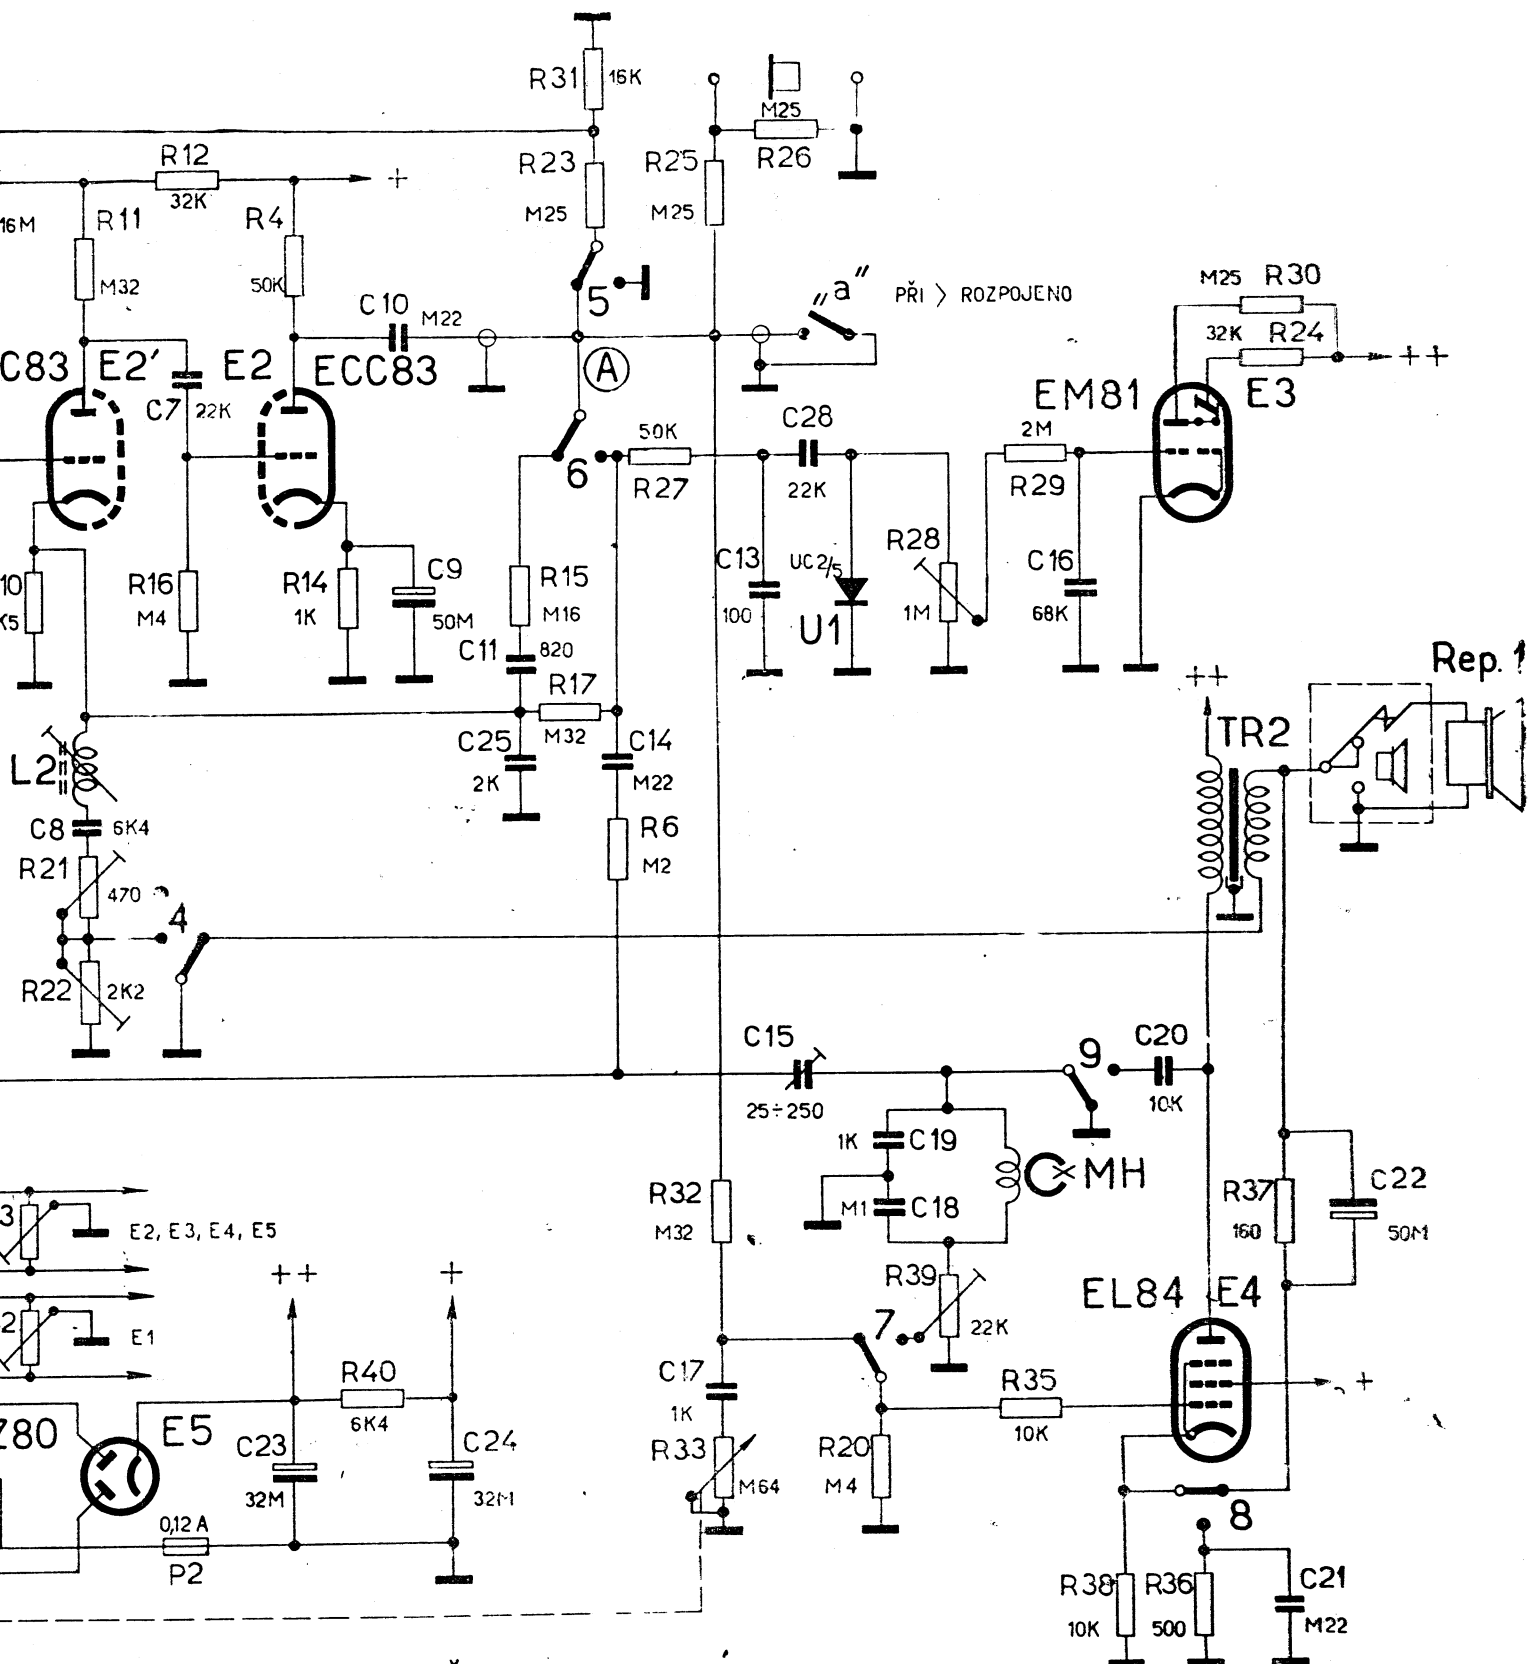 R31 16K
M25
R12
R23
R25
R26
+
32K
16M
R11
R4
M25
M25
M32
50K
M25 R30
C10
M22
5
„a“
PŘI > ROZPOJENO
32K R24
++
C83 E2′
E2 ECC83
A
EM81 E3
C7 22K
C28
50K
2M
6
R27
22K
R29
C13
UC2/5
R28
C16
10
R16
R14
C9
R15
K5
M4
1K
50M
M16
100
U1
1M
68K
C11 820
R17
Rep. 1
++
M32
C25
C14
TR2
L2
2K
M22
C8 6K4
R6
R21
470
M2
4
R22 2K2
C15
9
C20
25÷250
10K
1K C19
MH
M1 C18
R32
M32
R37
160
C22
50M
3
E2, E3, E4, E5
++
+
R39
22K
EL84 E4
2
E1
7
R40
6K4
C17
1K
R35
10K
+
Z80
E5
C23
32M
C24
32M
R33
M64
R20
M4
0,12 A
P2
8
R38
10K
R36
500
C21
M22